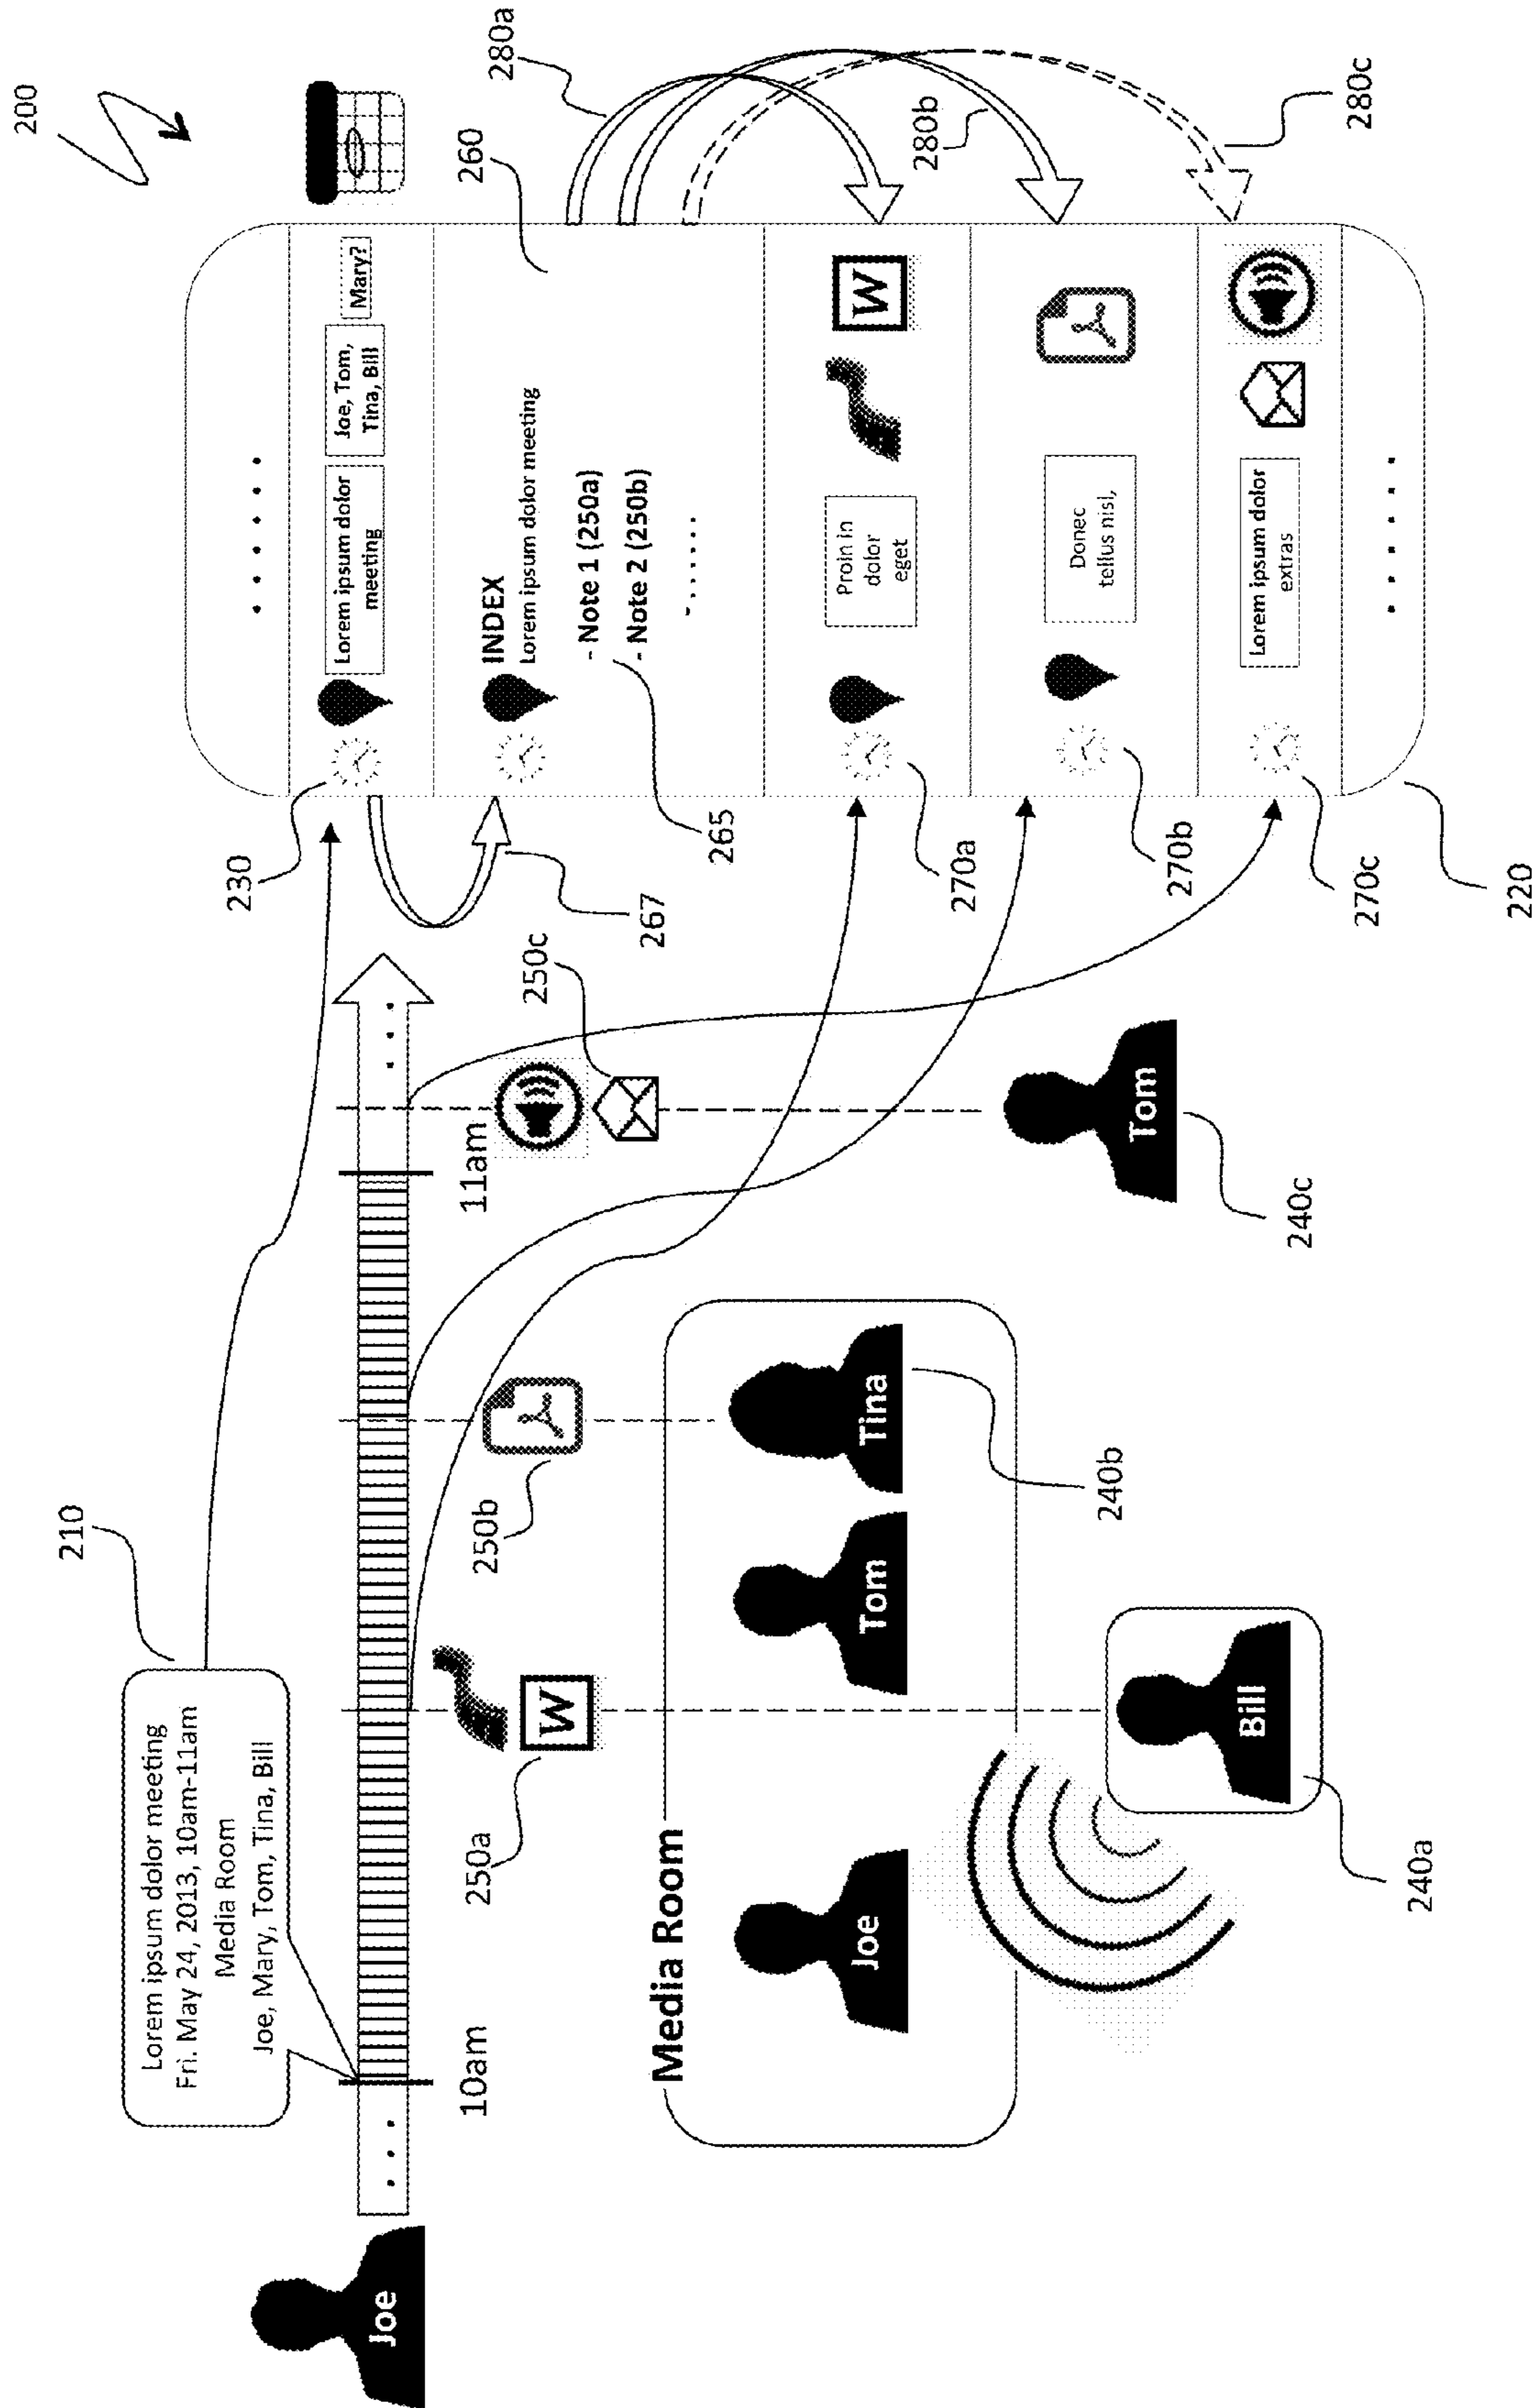 200
210
Lorem ipsum dolor meeting
Fri. May 24, 2013, 10am-11am
Media Room
Joe, Mary, Tom, Tina, Bill
Joe
. . .
10am
11am
. . .
250a
W
250b
250c
Media Room
Joe
Tom
Tina
240b
Bill
240a
Tom
240c
230
267
. . . . . .
Lorem ipsum dolor
meeting
Joe, Tom,
Tina, Bill
Mary?
INDEX
Lorem ipsum dolor meeting
- Note 1 (250a)
- Note 2 (250b)
- . . . . . .
260
265
270a
Proin in
dolor
eget
W
270b
Donec
tellus nisl,
270c
Lorem ipsum dolor
extras
. . . . . .
220
280a
280b
280c